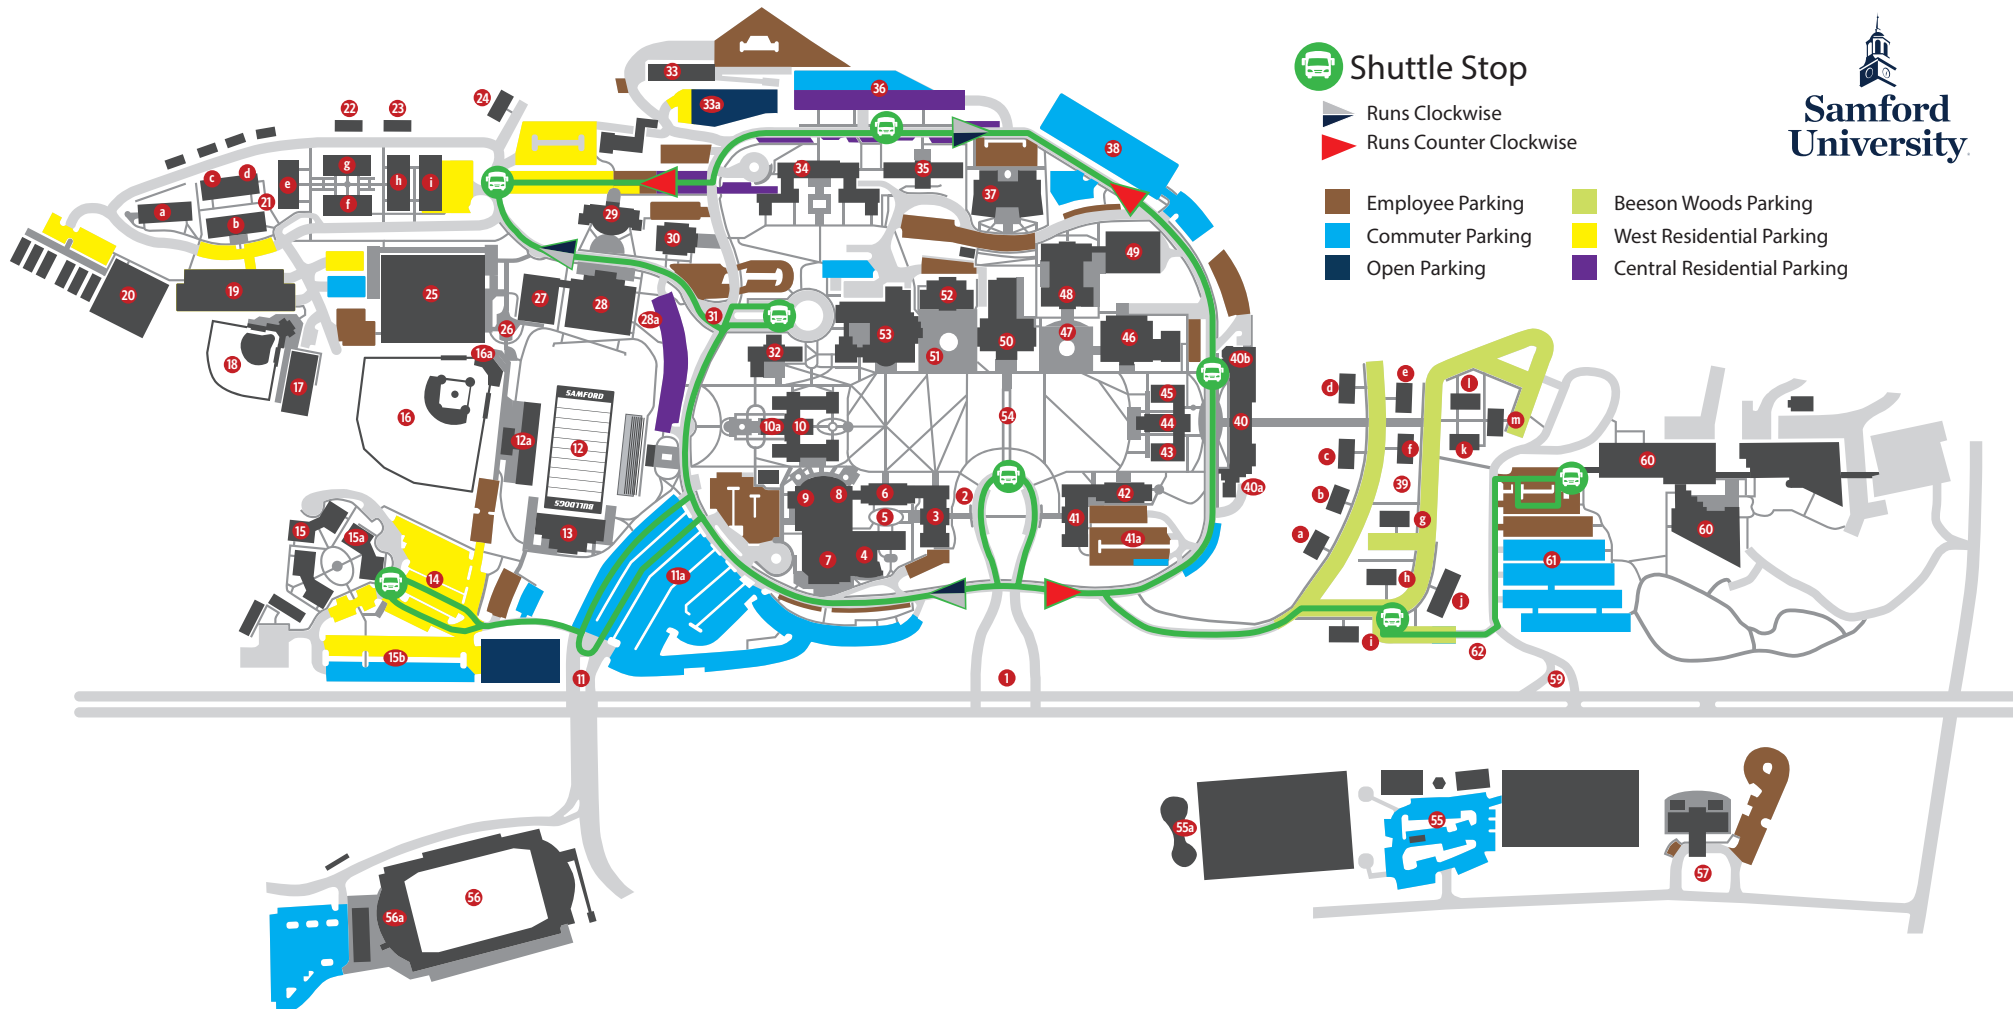 Shuttle Stop
Runs Clockwise
Runs Counter Clockwise
Samford
University
Employee Parking
Commuter Parking
Open Parking
Beeson Woods Parking
West Residential Parking
Central Residential Parking
33
33a
36
24
22
23
38
g
c
d
e
h
i
34
35
37
21
f
a
b
29
30
49
20
19
25
27
28
52
48
28a
31
26
53
50
47
46
51
32
16a
18
17
40b
d
e
l
45
16
10a
10
54
44
40
m
12a
SAMFORD
12
43
c
f
k
60
9
8
6
2
42
40a
b
39
BULLDOGS
5
3
41
g
13
15
15a
41a
a
60
7
4
61
14
11a
h
j
i
62
15b
11
1
59
55
55a
57
56
56a